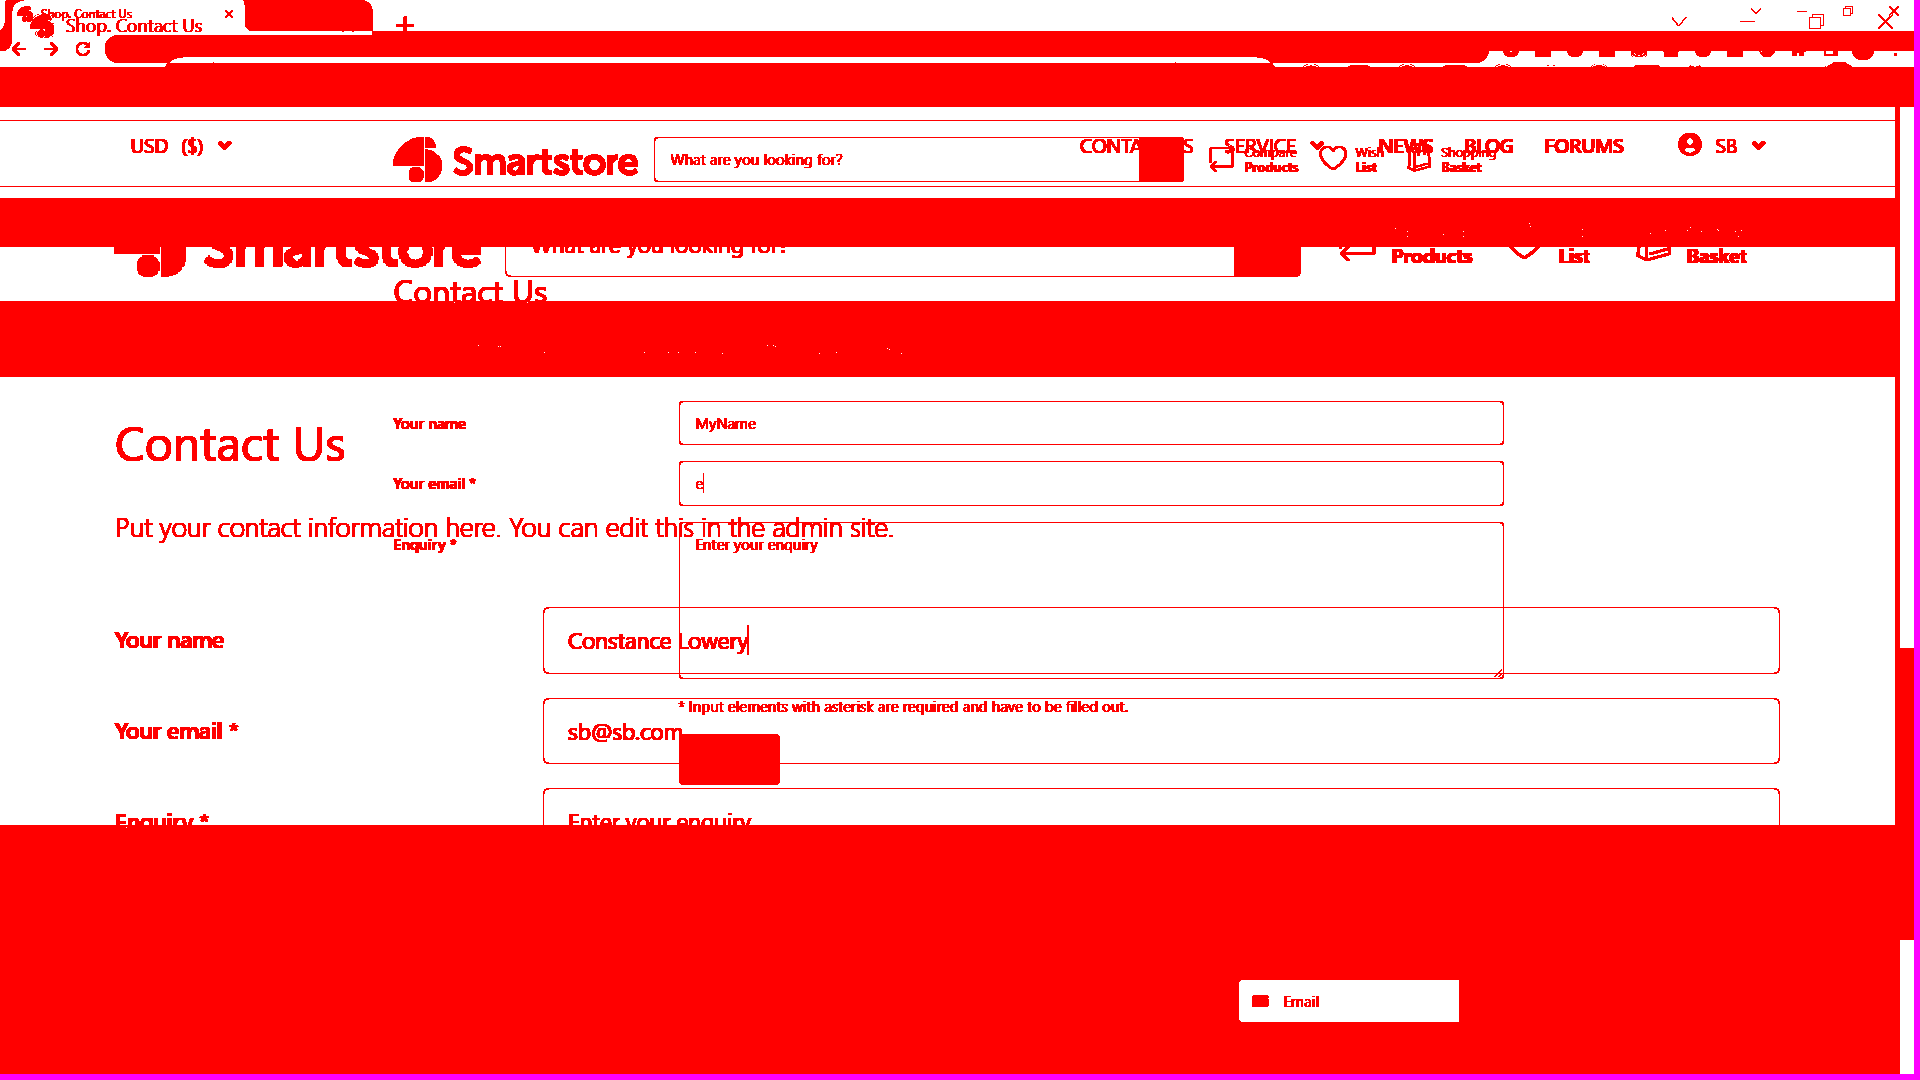 Shop. Contact Us
Shop. Contact Us
USD ($)
Smartstore
What are you looking for?
SERVICE
NEWS
BLOG
FORUMS
SB
Compare
Products
Wish
List
Shopping
Basket
Smartstore
What are you looking for?
Products
List
Basket
Contact Us
Your name
MyName
Contact Us
Your email *
e
Put your contact information here. You can edit this in the admin site.
Enquiry *
Enter your enquiry
Your name
Constance Lowery
* Input elements with asterisk are required and have to be filled out.
Your email *
sb@sb.com
Enquiry *
Enter your enquiry
Email